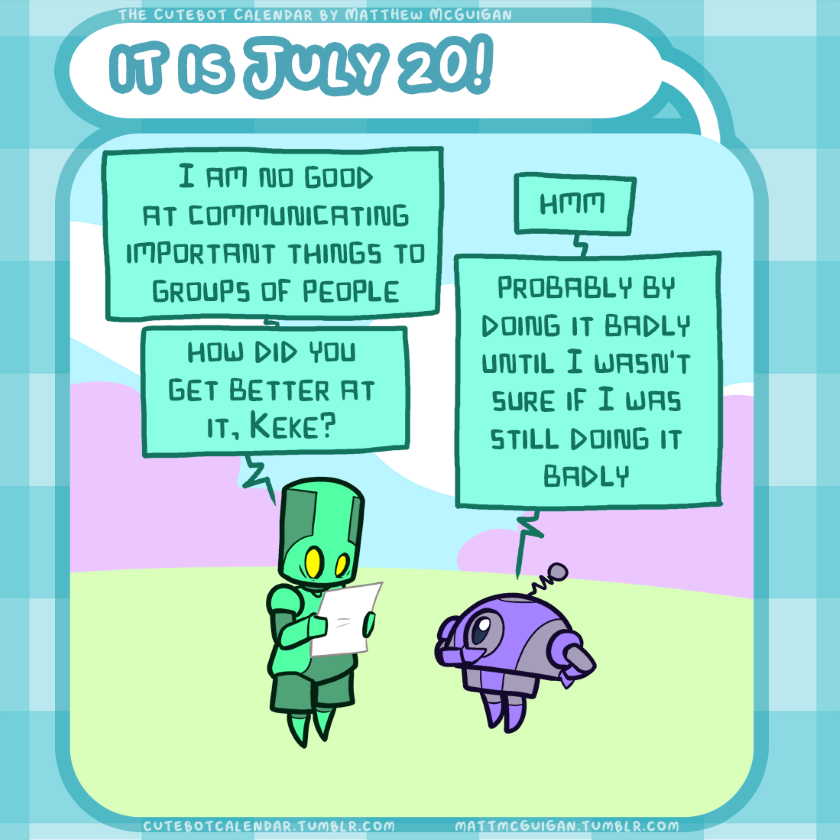 THE CUTEBOT CALENDAR BY MATTHEW MCGUIGAN
IT IS JULY 20!
I AM NO GOOD
AT COMMUNICATING
IMPORTANT THINGS TO
GROUPS OF PEOPLE
HOW DID YOU
GET BETTER AT
IT, KEKE?
HMM
PROBABLY BY
DOING IT BADLY
UNTIL I WASN'T
SURE IF I WAS
STILL DOING IT
BADLY
CUTEBOTCALENDAR.TUMBLR.COM
MATTMCGUIGAN.TUMBLR.COM